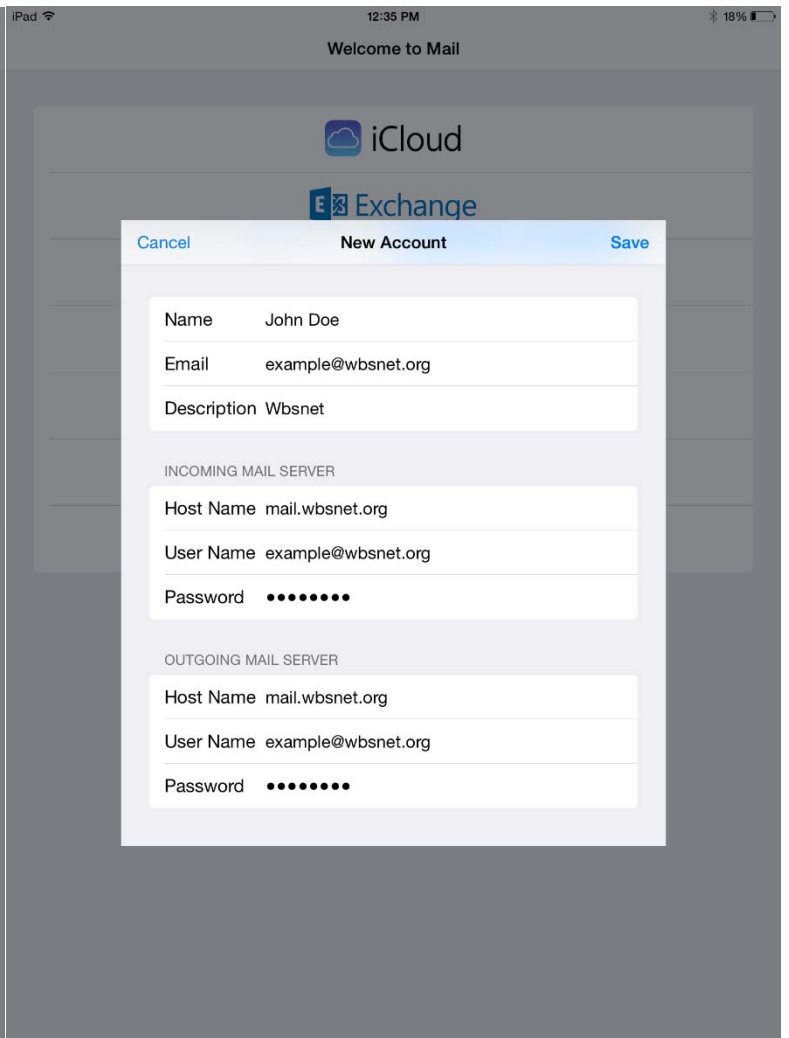 iPad 12:35 PM 18%
Welcome to Mail
iCloud
E Exchange
Cancel New Account Save
Name John Doe
Email example@wbsnet.org
Description Wbsnet
INCOMING MAIL SERVER
Host Name mail.wbsnet.org
User Name example@wbsnet.org
Password ••••••••
OUTGOING MAIL SERVER
Host Name mail.wbsnet.org
User Name example@wbsnet.org
Password ••••••••